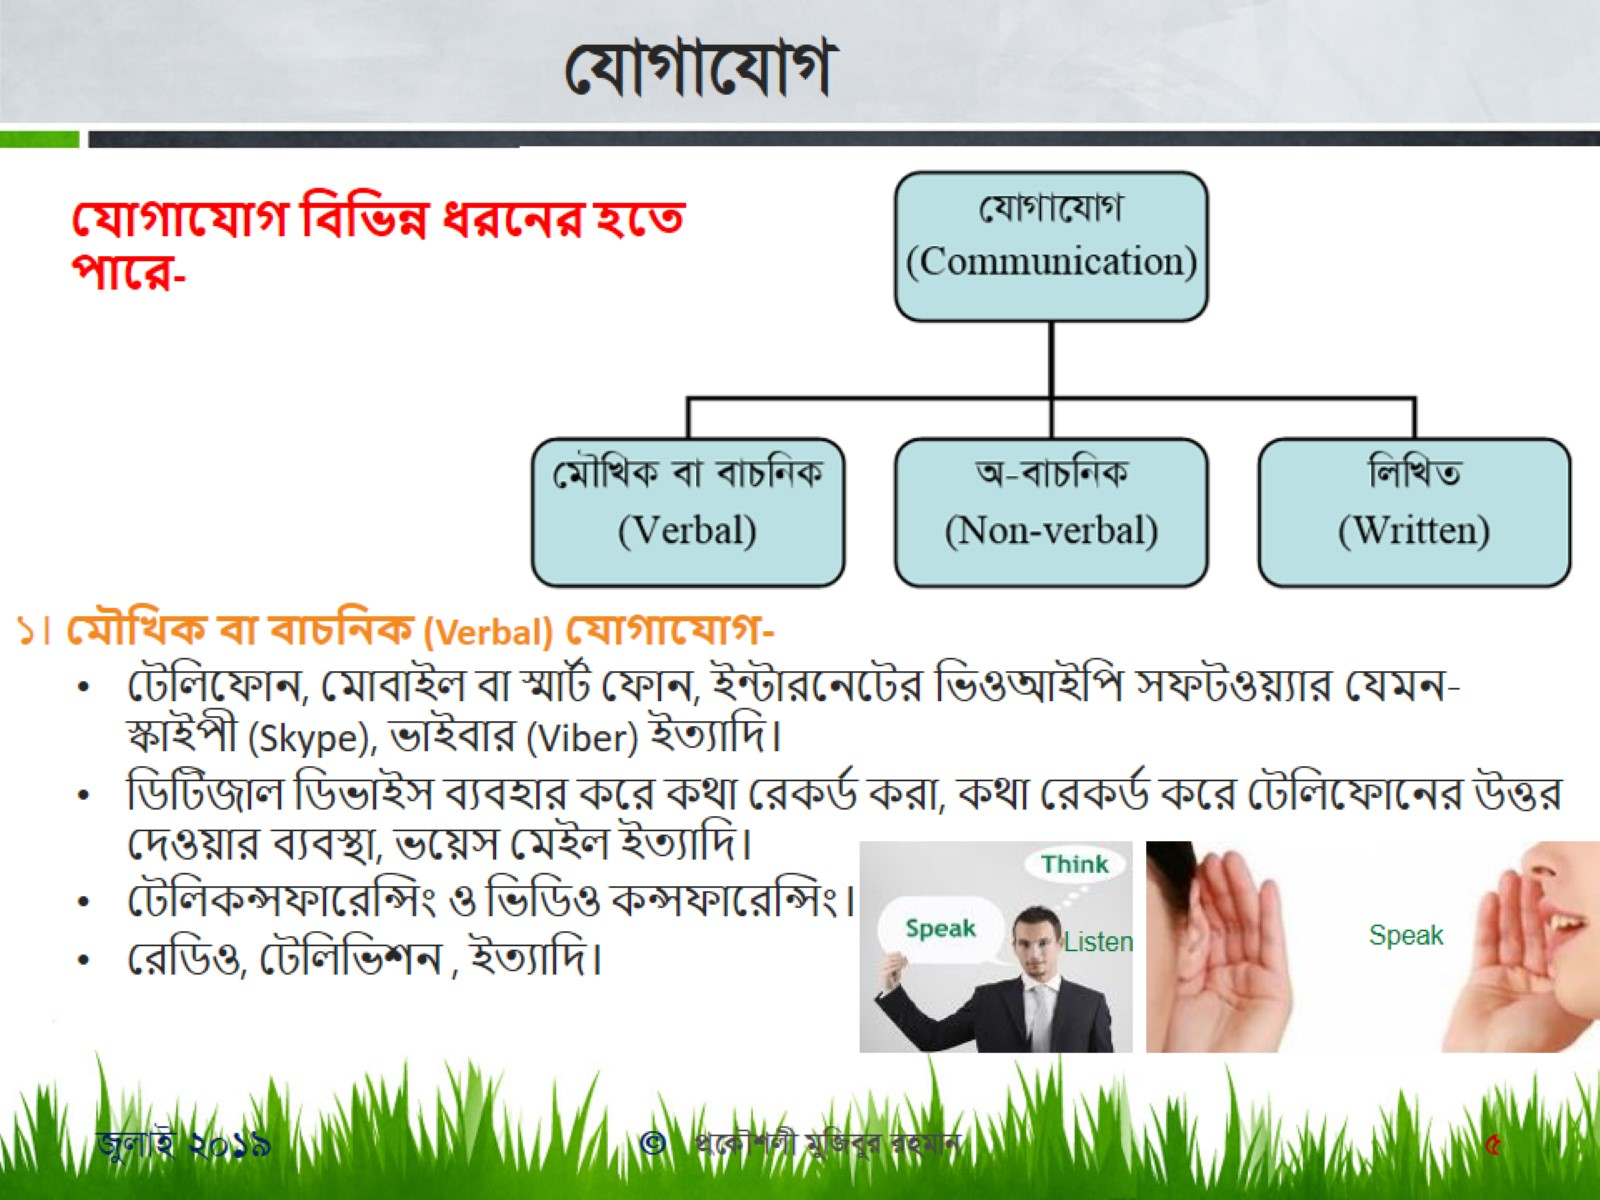 যোগাযোগ
যোগাযোগ বিভিন্ন ধরনের হতে
পারে-
যোগাযোগ
(Communication)
মৌখিক বা বাচনিক
(Verbal)
অ-বাচনিক
(Non-verbal)
লিখিত
(Written)
১। মৌখিক বা বাচনিক (Verbal) যোগাযোগ-
• টেলিফোন, মোবাইল বা স্মার্ট ফোন, ইন্টারনেটের ভিওআইপি সফটওয়্যার যেমন-
স্কাইপী (Skype), ভাইবার (Viber) ইত্যাদি।
• ডিটিজাল ডিভাইস ব্যবহার করে কথা রেকর্ড করা, কথা রেকর্ড করে টেলিফোনের উত্তর
দেওয়ার ব্যবস্থা, ভয়েস মেইল ইত্যাদি।
• টেলিকন্সফারেন্সিং ও ভিডিও কন্সফারেন্সিং।
• রেডিও, টেলিভিশন , ইত্যাদি।
Think
Speak
Listen
Speak
জুলাই ২০১৯
© প্রকৌশলী মুজিবুর রহমান
৫